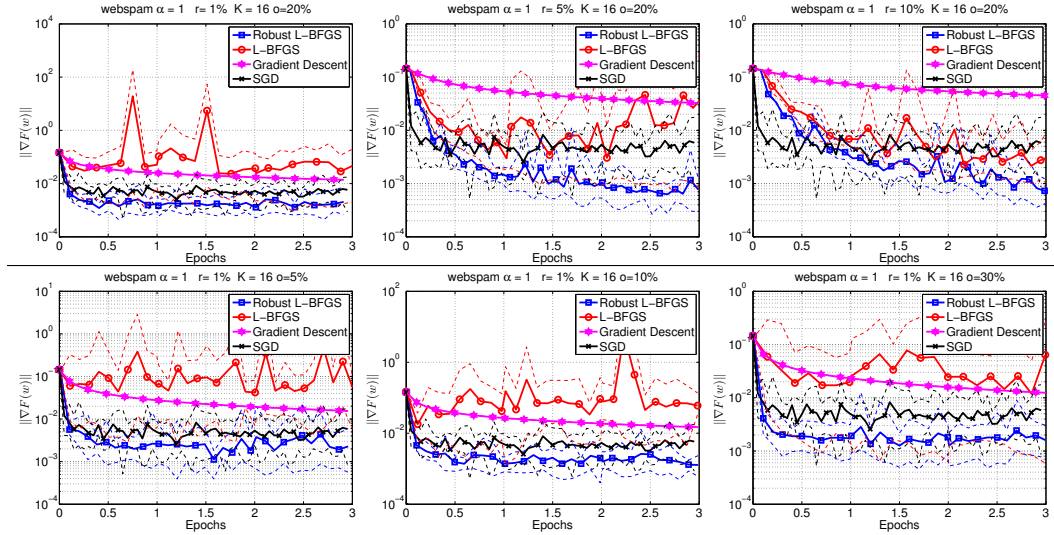 webspam α = 1 r= 1% K = 16 o=20%
10^4
10^2
10^0
10^−2
10^−4
||∇F(w)||
0 0.5 1 1.5 2 2.5 3
Epochs
Robust L−BFGS
L−BFGS
Gradient Descent
SGD
webspam α = 1 r= 5% K = 16 o=20%
10^0
10^−1
10^−2
10^−3
10^−4
||∇F(w)||
0 0.5 1 1.5 2 2.5 3
Epochs
Robust L−BFGS
L−BFGS
Gradient Descent
SGD
webspam α = 1 r= 10% K = 16 o=20%
10^0
10^−1
10^−2
10^−3
10^−4
||∇F(w)||
0 0.5 1 1.5 2 2.5 3
Epochs
Robust L−BFGS
L−BFGS
Gradient Descent
SGD
webspam α = 1 r= 1% K = 16 o=5%
10^1
10^0
10^−1
10^−2
10^−3
10^−4
||∇F(w)||
0 0.5 1 1.5 2 2.5 3
Epochs
Robust L−BFGS
L−BFGS
Gradient Descent
SGD
webspam α = 1 r= 1% K = 16 o=10%
10^2
10^0
10^−2
10^−4
||∇F(w)||
0 0.5 1 1.5 2 2.5 3
Epochs
Robust L−BFGS
L−BFGS
Gradient Descent
SGD
webspam α = 1 r= 1% K = 16 o=30%
10^0
10^−1
10^−2
10^−3
10^−4
||∇F(w)||
0 0.5 1 1.5 2 2.5 3
Epochs
Robust L−BFGS
L−BFGS
Gradient Descent
SGD